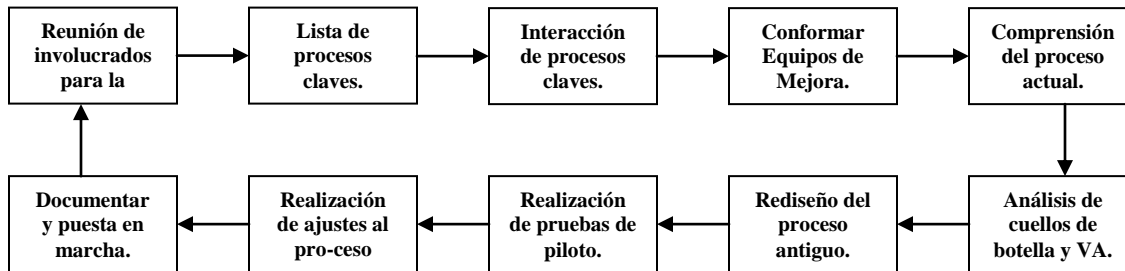 Reunión de
involucrados
para la
Lista de
procesos
claves.
Interacción
de procesos
claves.
Conformar
Equipos de
Mejora.
Comprensión
del proceso
actual.
Documentar
y puesta en
marcha.
Realización
de ajustes al
pro-ceso
Realización
de pruebas de
piloto.
Rediseño del
proceso
antiguo.
Análisis de
cuellos de
botella y VA.